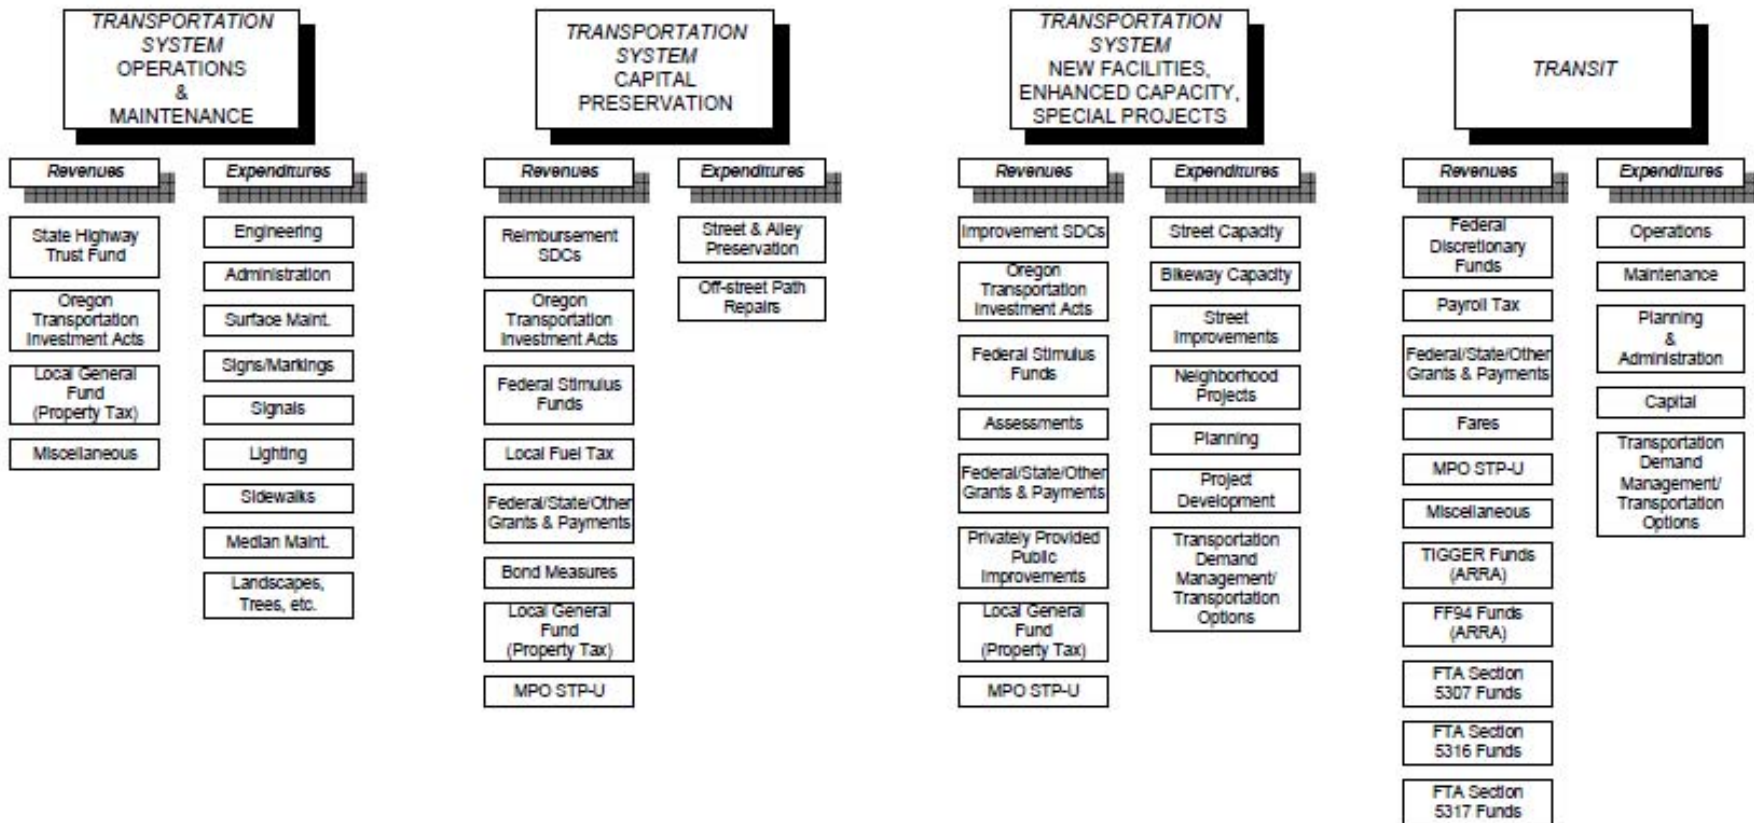 TRANSPORTATION
SYSTEM
OPERATIONS
&
MAINTENANCE
Revenues
State Highway
Trust Fund
Oregon
Transportation
Investment Acts
Local General
Fund
(Property Tax)
Miscellaneous
Expenditures
Engineering
Administration
Surface Maint.
Signs/Markings
Signals
Lighting
Sidewalks
Median Maint.
Landscapes,
Trees, etc.
TRANSPORTATION
SYSTEM
CAPITAL
PRESERVATION
Revenues
Reimbursement
SDCs
Oregon
Transportation
Investment Acts
Federal Stimulus
Funds
Local Fuel Tax
Federal/State/Other
Grants & Payments
Bond Measures
Local General
Fund
(Property Tax)
MPO STP-U
Expenditures
Street & Alley
Preservation
Off-street Path
Repairs
TRANSPORTATION
SYSTEM
NEW FACILITIES,
ENHANCED CAPACITY,
SPECIAL PROJECTS
Revenues
Improvement SDCs
Oregon
Transportation
Investment Acts
Federal Stimulus
Funds
Assessments
Federal/State/Other
Grants & Payments
Privately Provided
Public
Improvements
Local General
Fund
(Property Tax)
MPO STP-U
Expenditures
Street Capacity
Bikeway Capacity
Street
Improvements
Neighborhood
Projects
Planning
Project
Development
Transportation
Demand
Management/
Transportation
Options
TRANSIT
Revenues
Federal
Discretionary
Funds
Payroll Tax
Federal/State/Other
Grants & Payments
Fares
MPO STP-U
Miscellaneous
TIGGER Funds
(ARRA)
FF94 Funds
(ARRA)
FTA Section
5307 Funds
FTA Section
5316 Funds
FTA Section
5317 Funds
Expenditures
Operations
Maintenance
Planning
&
Administration
Capital
Transportation
Demand
Management/
Transportation
Options